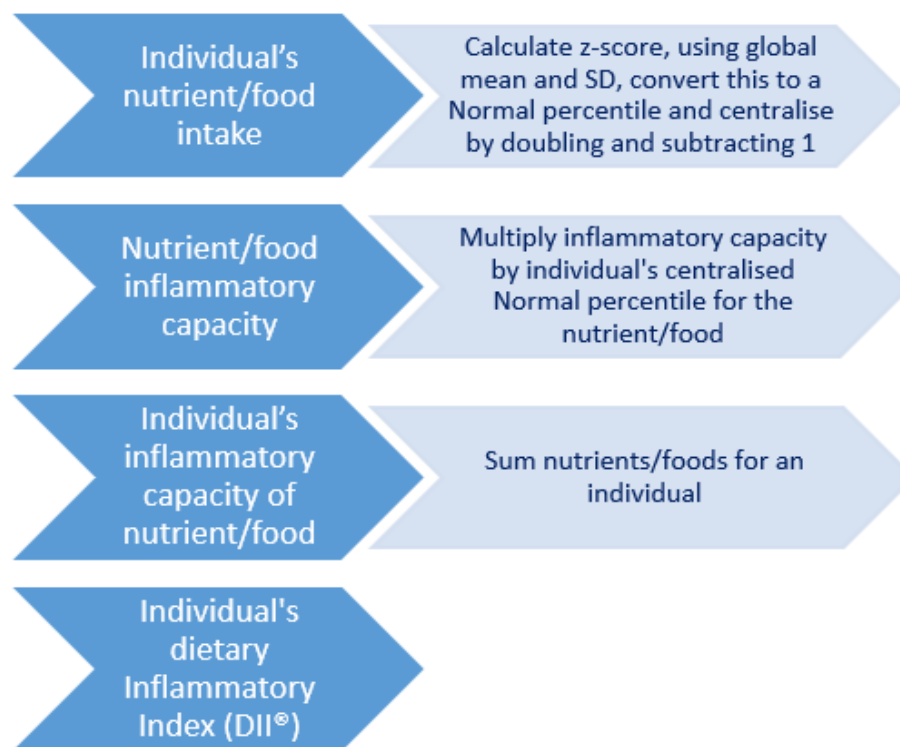 Individual’s
nutrient/food
intake
Calculate z-score, using global
mean and SD, convert this to a
Normal percentile and centralise
by doubling and subtracting 1
Nutrient/food
inflammatory
capacity
Multiply inflammatory capacity
by individual's centralised
Normal percentile for the
nutrient/food
Individual’s
inflammatory
capacity of
nutrient/food
Sum nutrients/foods for an
individual
Individual's
dietary
Inflammatory
Index (DII®)